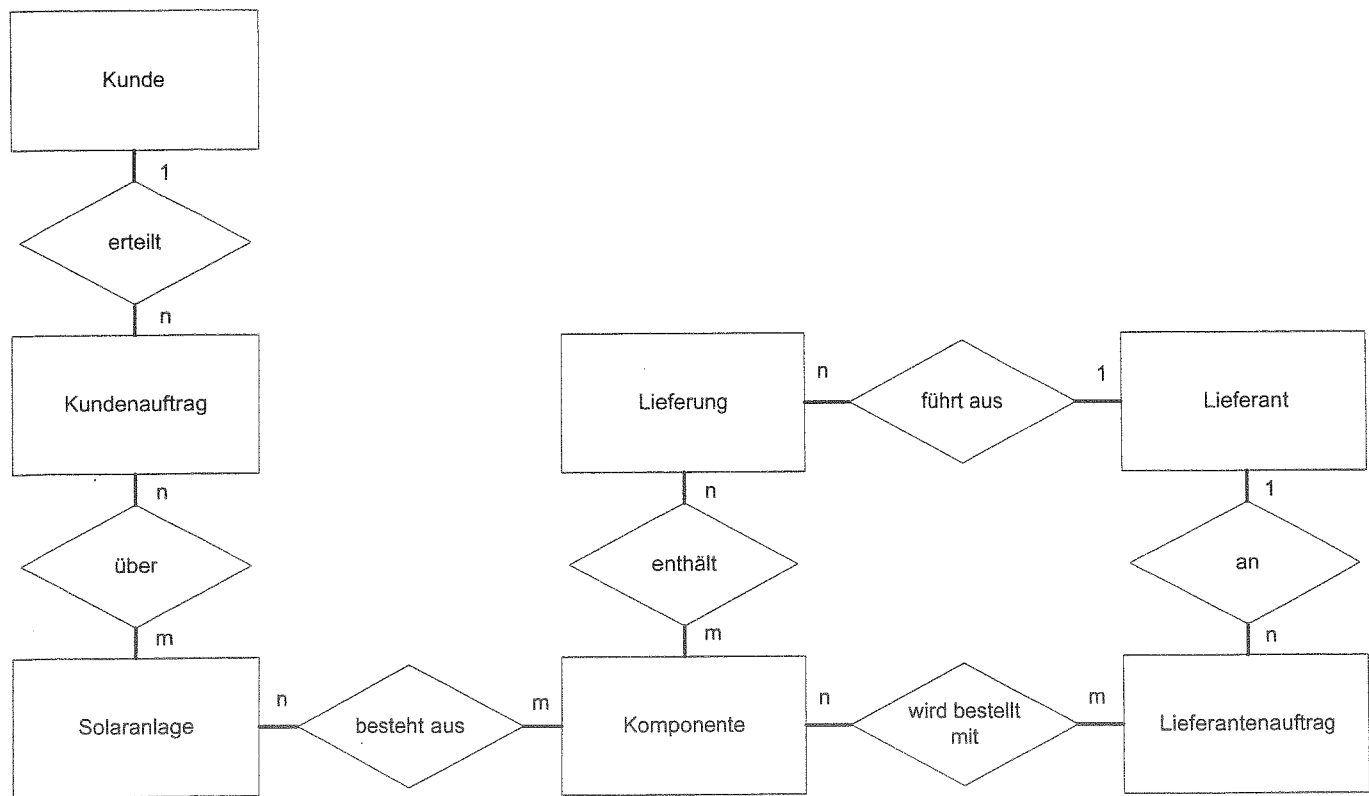 Kunde
1
erteilt
n
Kundenauftrag
Lieferung
n
führt aus
1
Lieferant
n
über
m
n
enthält
m
1
an
n
Solaranlage
n
besteht aus
m
Komponente
n
wird bestellt
mit
m
Lieferantenauftrag